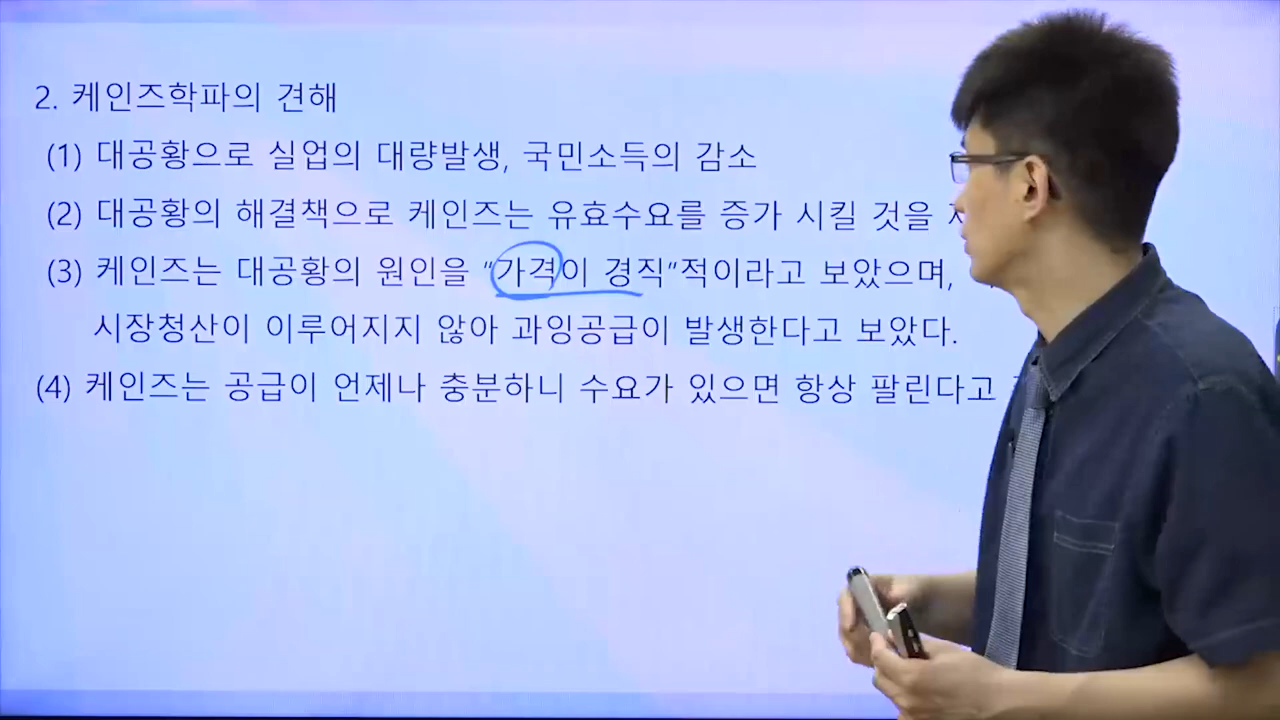 2. 케인즈학파의 견해
(1) 대공황으로 실업의 대량발생, 국민소득의 감소
(2) 대공황의 해결책으로 케인즈는 유효수요를 증가 시킬 것을
(3) 케인즈는 대공황의 원인을 "가격이 경직"적이라고 보았으며,
시장청산이 이루어지지 않아 과잉공급이 발생한다고 보았다.
(4) 케인즈는 공급이 언제나 충분하니 수요가 있으면 항상 팔린다고